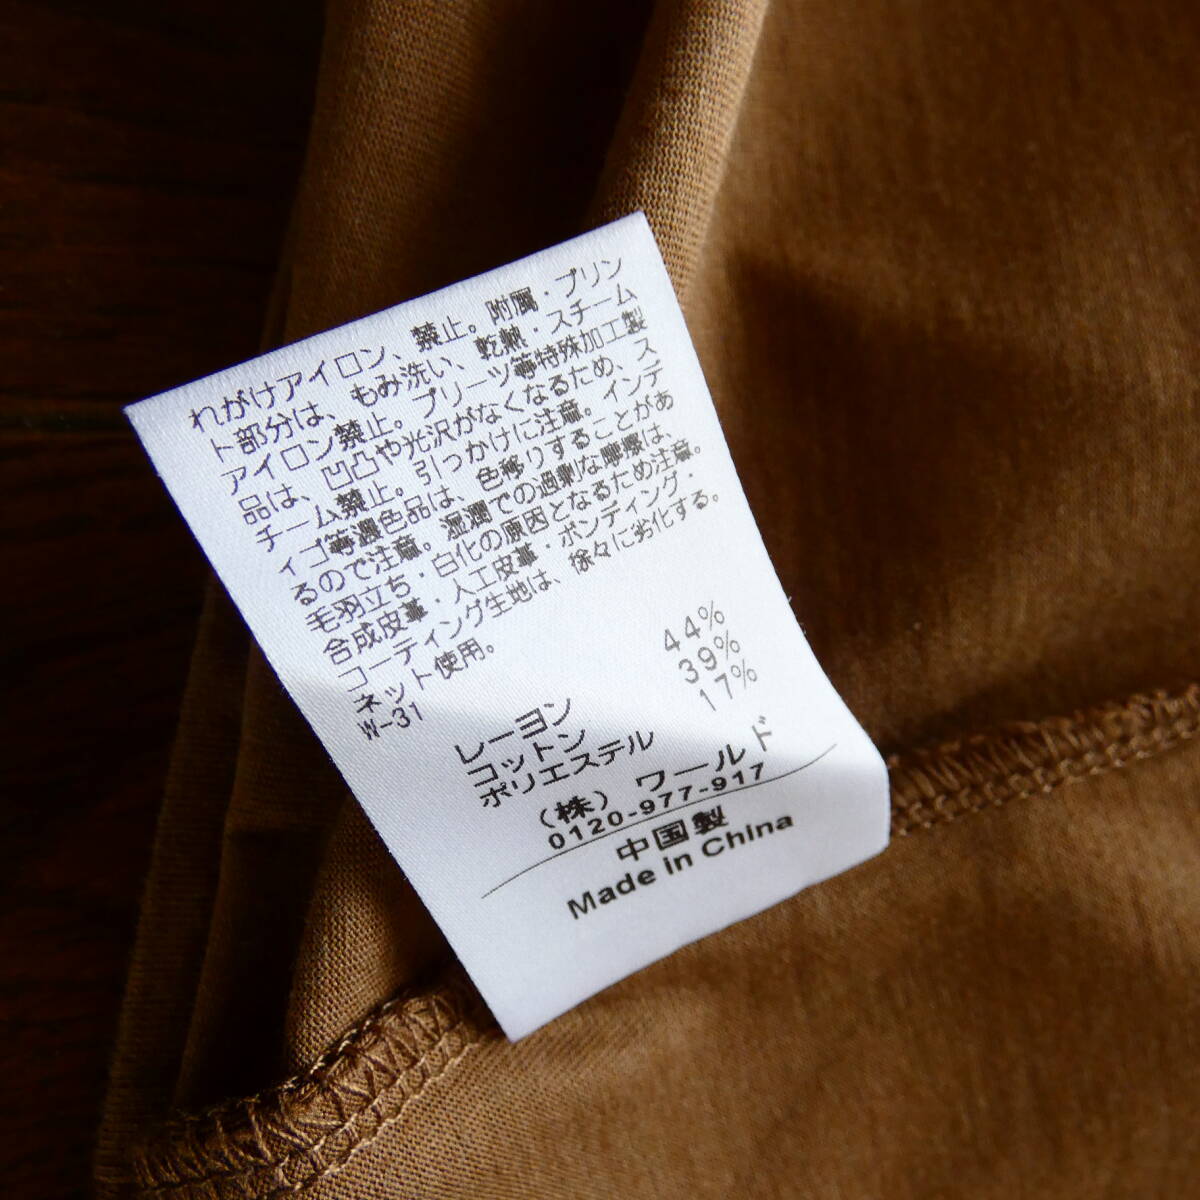 れがけアイロン、禁止。附属・プリン
ト部分は、もみ洗い、乾熱・スチーム
アイロン禁止。プリーツ等特殊加工製
品は、凹凸や光沢がなくなるため、ス
チーム禁止。引っかけに注意。インデ
ィゴ等濃色品は、色移りすることがあ
るので注意。湿潤での過剰な摩擦は、
毛羽立ち・白化の原因となるため注意。
合成皮革・人工皮革・ボンディング・
コーティング生地は、徐々に劣化する。
ネット使用。
W-31
レーヨン 44%
コットン 39%
ポリエステル 17%
(株) ワールド
0120-977-917
中国製
Made in China